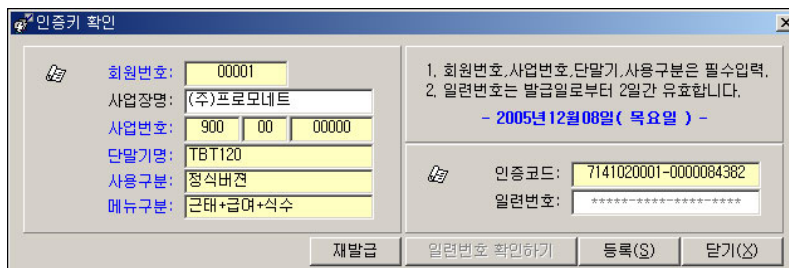 인증키 확인
회원번호: 00001
사업장명: (주)프로모네트
사업번호: 900 00 00000
단말기명: TBT120
사용구분: 정식버젼
메뉴구분: 근태+급여+식수
1. 회원번호,사업번호,단말기,사용구분은 필수입력.
2. 일련번호는 발급일로부터 2일간 유효합니다.
- 2005년12월08일( 목요일 ) -
인증코드: 7141020001-0000084382
일련번호: *****-****-****-****
재발급 일련번호 확인하기 등록(S) 닫기(X)